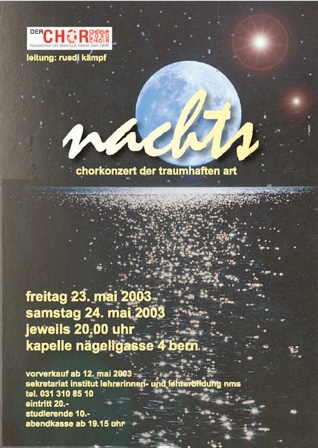 DER CHOR
leitung: ruedi kämpf
nachts
chorkonzert der traumhaften art
freitag 23. mai 2003
samstag 24. mai 2003
jeweils 20.00 uhr
kapelle nägeligasse 4 bern
vorverkauf ab 12. mai 2003
sekretariat institut lehrerinnen- und lehrerbildung nms
tel. 031 310 85 10
eintritt 20.-
studierende 10.-
abendkasse ab 19.15 uhr